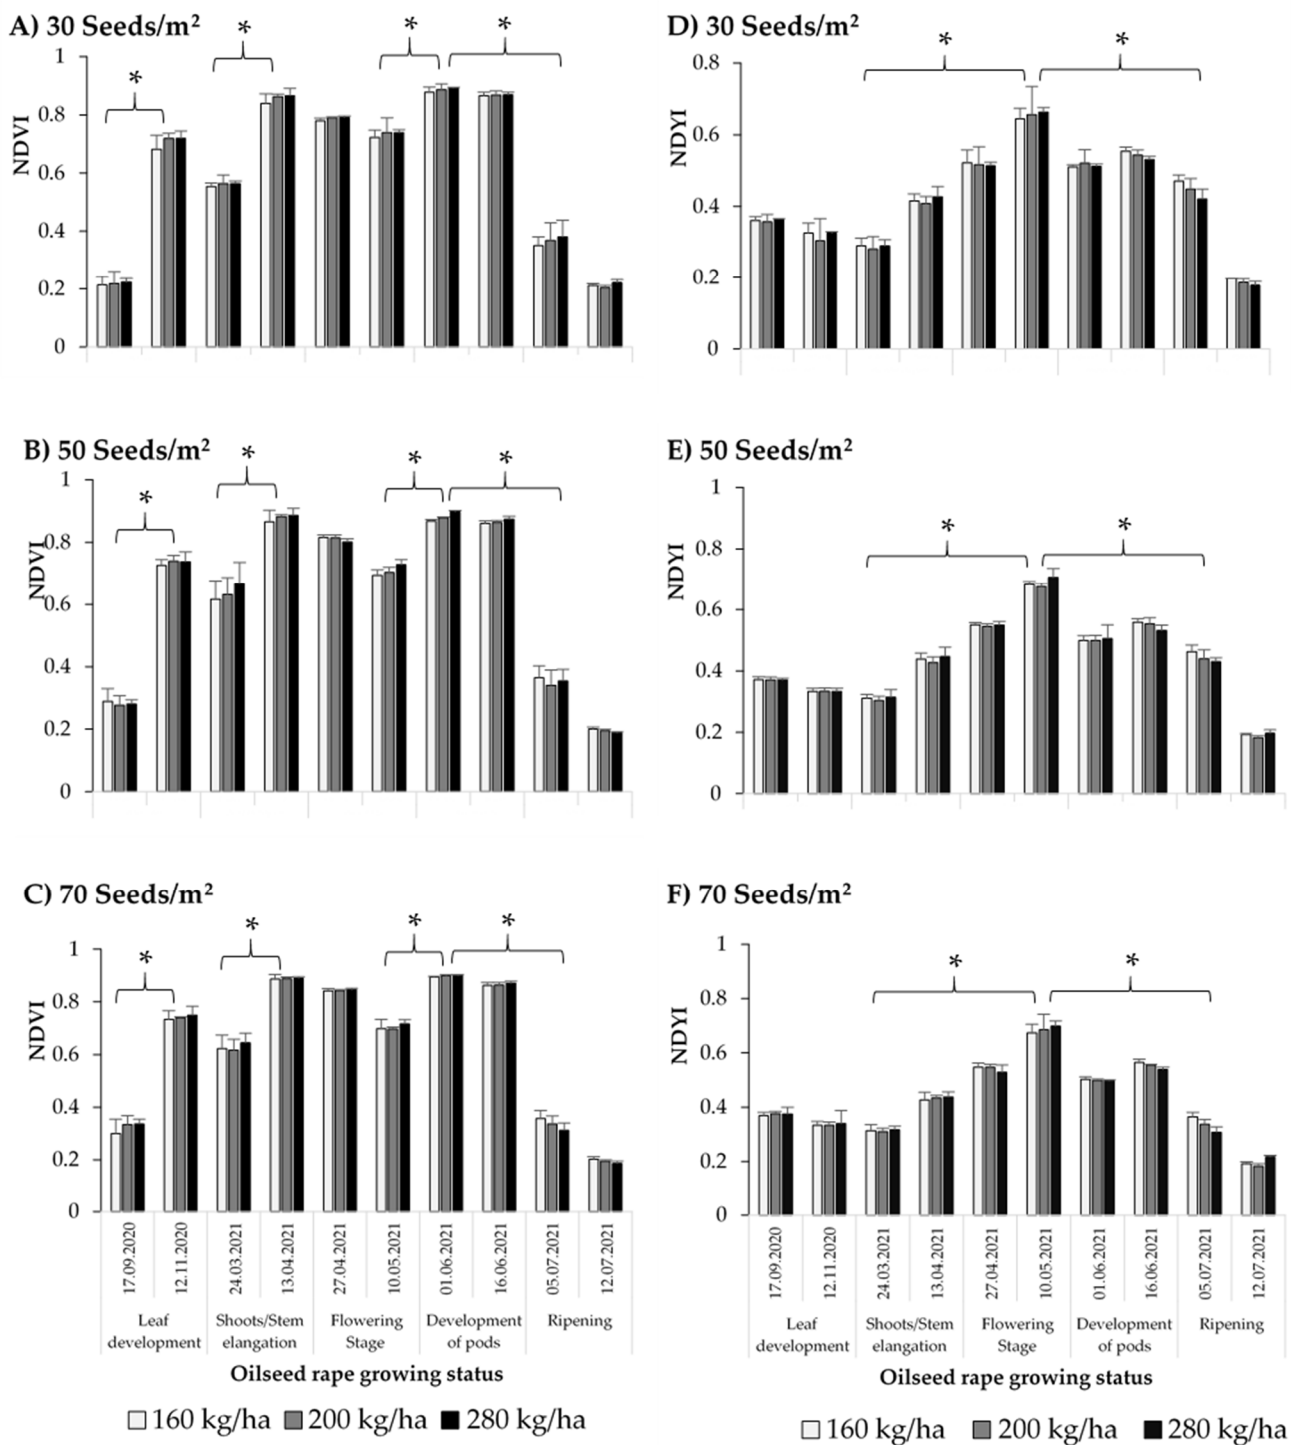 A) 30 Seeds/m²
*
*
*
*
1
0.8
0.6
0.4
0.2
0
NDVI
D) 30 Seeds/m²
*
*
0.8
0.6
0.4
0.2
0
NDYI
B) 50 Seeds/m²
*
*
*
*
1
0.8
0.6
0.4
0.2
0
NDVI
E) 50 Seeds/m²
*
*
1
0.8
0.6
0.4
0.2
0
NDYI
C) 70 Seeds/m²
*
*
*
*
1
0.8
0.6
0.4
0.2
0
NDVI
17.09.2020
12.11.2020
24.03.2021
13.04.2021
27.04.2021
10.05.2021
01.06.2021
16.06.2021
05.07.2021
12.07.2021
Leaf
development
Shoots/Stem
elangation
Flowering
Stage
Development
of pods
Ripening
Oilseed rape growing status
160 kg/ha 200 kg/ha 280 kg/ha
F) 70 Seeds/m²
*
*
1
0.8
0.6
0.4
0.2
0
NDYI
17.09.2020
12.11.2020
24.03.2021
13.04.2021
27.04.2021
10.05.2021
01.06.2021
16.06.2021
05.07.2021
12.07.2021
Leaf
development
Shoots/Stem
elangation
Flowering
Stage
Development
of pods
Ripening
Oilseed rape growing status
160 kg/ha 200 kg/ha 280 kg/ha